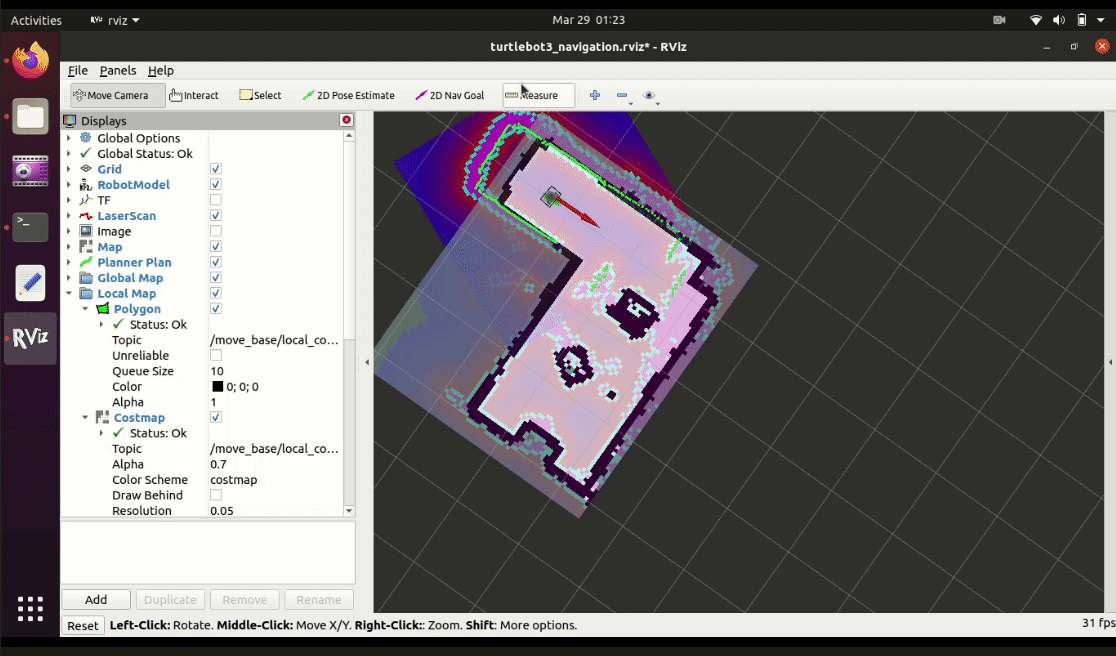 Activities rviz Mar 29 01:23
turtlebot3_navigation.rviz* - RViz
File Panels Help
Move Camera Interact Select 2D Pose Estimate 2D Nav Goal Measure
Displays
Global Options
Global Status: Ok
Grid
RobotModel
TF
LaserScan
Image
Map
Planner Plan
Global Map
Local Map
Polygon
Status: Ok
Topic /move_base/local_co...
Unreliable
Queue Size 10
Color 0; 0; 0
Alpha 1
Costmap
Status: Ok
Topic /move_base/local_co...
Alpha 0.7
Color Scheme costmap
Draw Behind
Resolution 0.05
RViz
Add Duplicate Remove Rename
Reset Left-Click: Rotate. Middle-Click: Move X/Y. Right-Click:: Zoom. Shift: More options. 31 fps